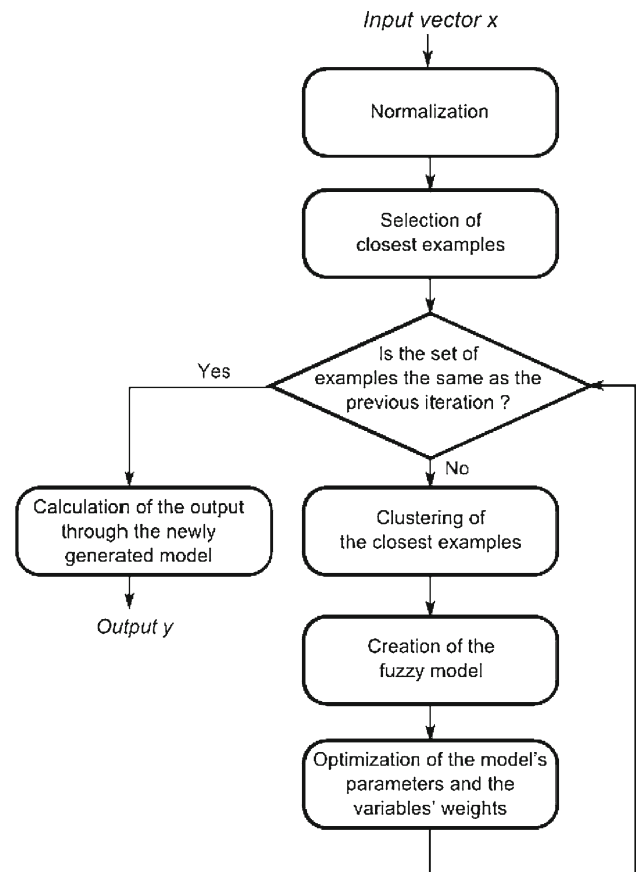 Input vector x
Normalization
Selection of
closest examples
Is the set of
examples the same as the
previous iteration ?
Yes
No
Calculation of the output
through the newly
generated model
Output y
Clustering of
the closest examples
Creation of the
fuzzy model
Optimization of the model's
parameters and the
variables' weights